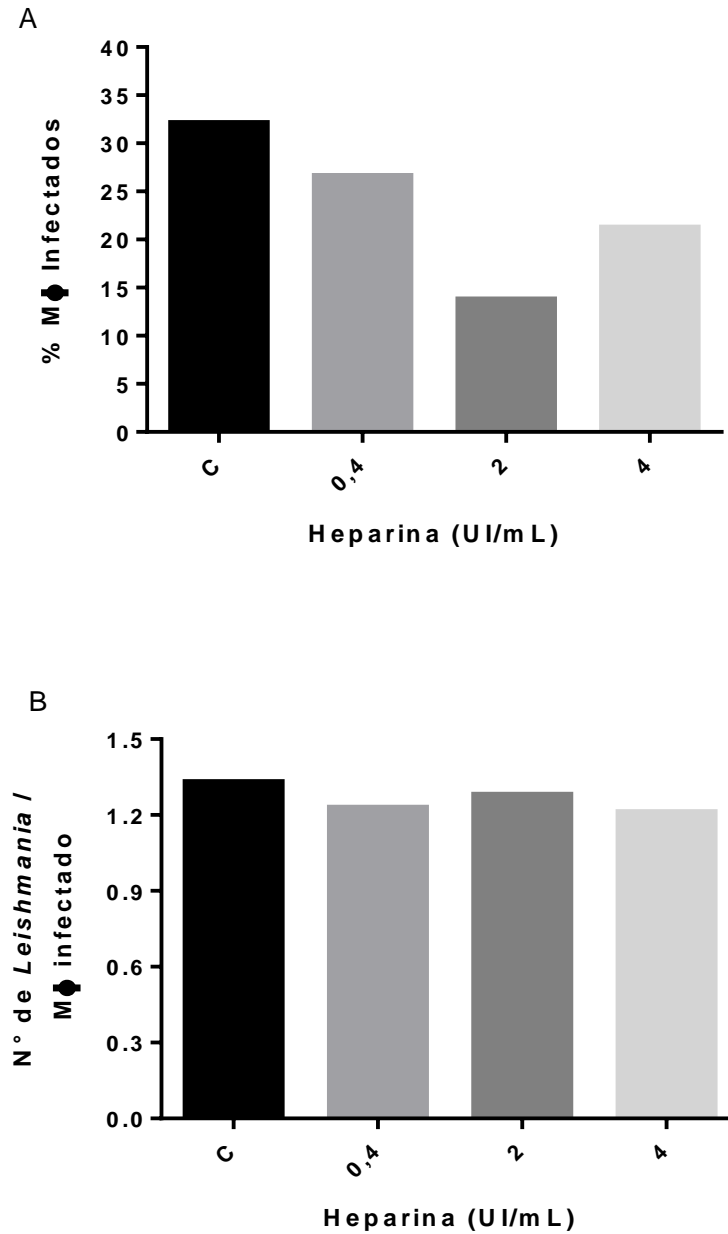 A
40
35
30
25
20
15
10
5
0
% MΦ Infectados
C
0,4
2
4
Heparina (UI/mL)
B
1.5
1.2
0.9
0.6
0.3
0.0
N° de Leishmania /
MΦ infectado
C
0,4
2
4
Heparina (UI/mL)